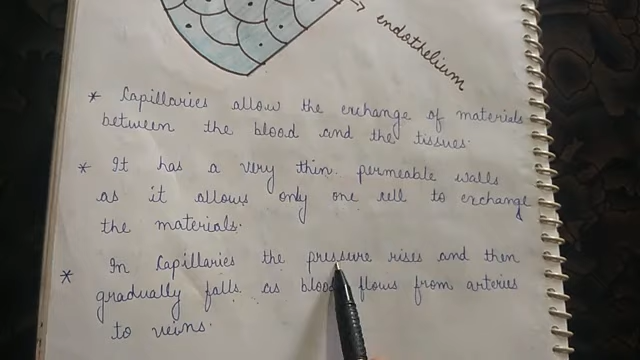 endothelium
* Capillaries allow the exchange of materials
between the blood and the tissues.
* It has a very thin permeable walls
as it allows only one cell to exchange
the materials.
* In Capillaries the pressure rises and then
gradually falls as blood flows from arteries
to veins.